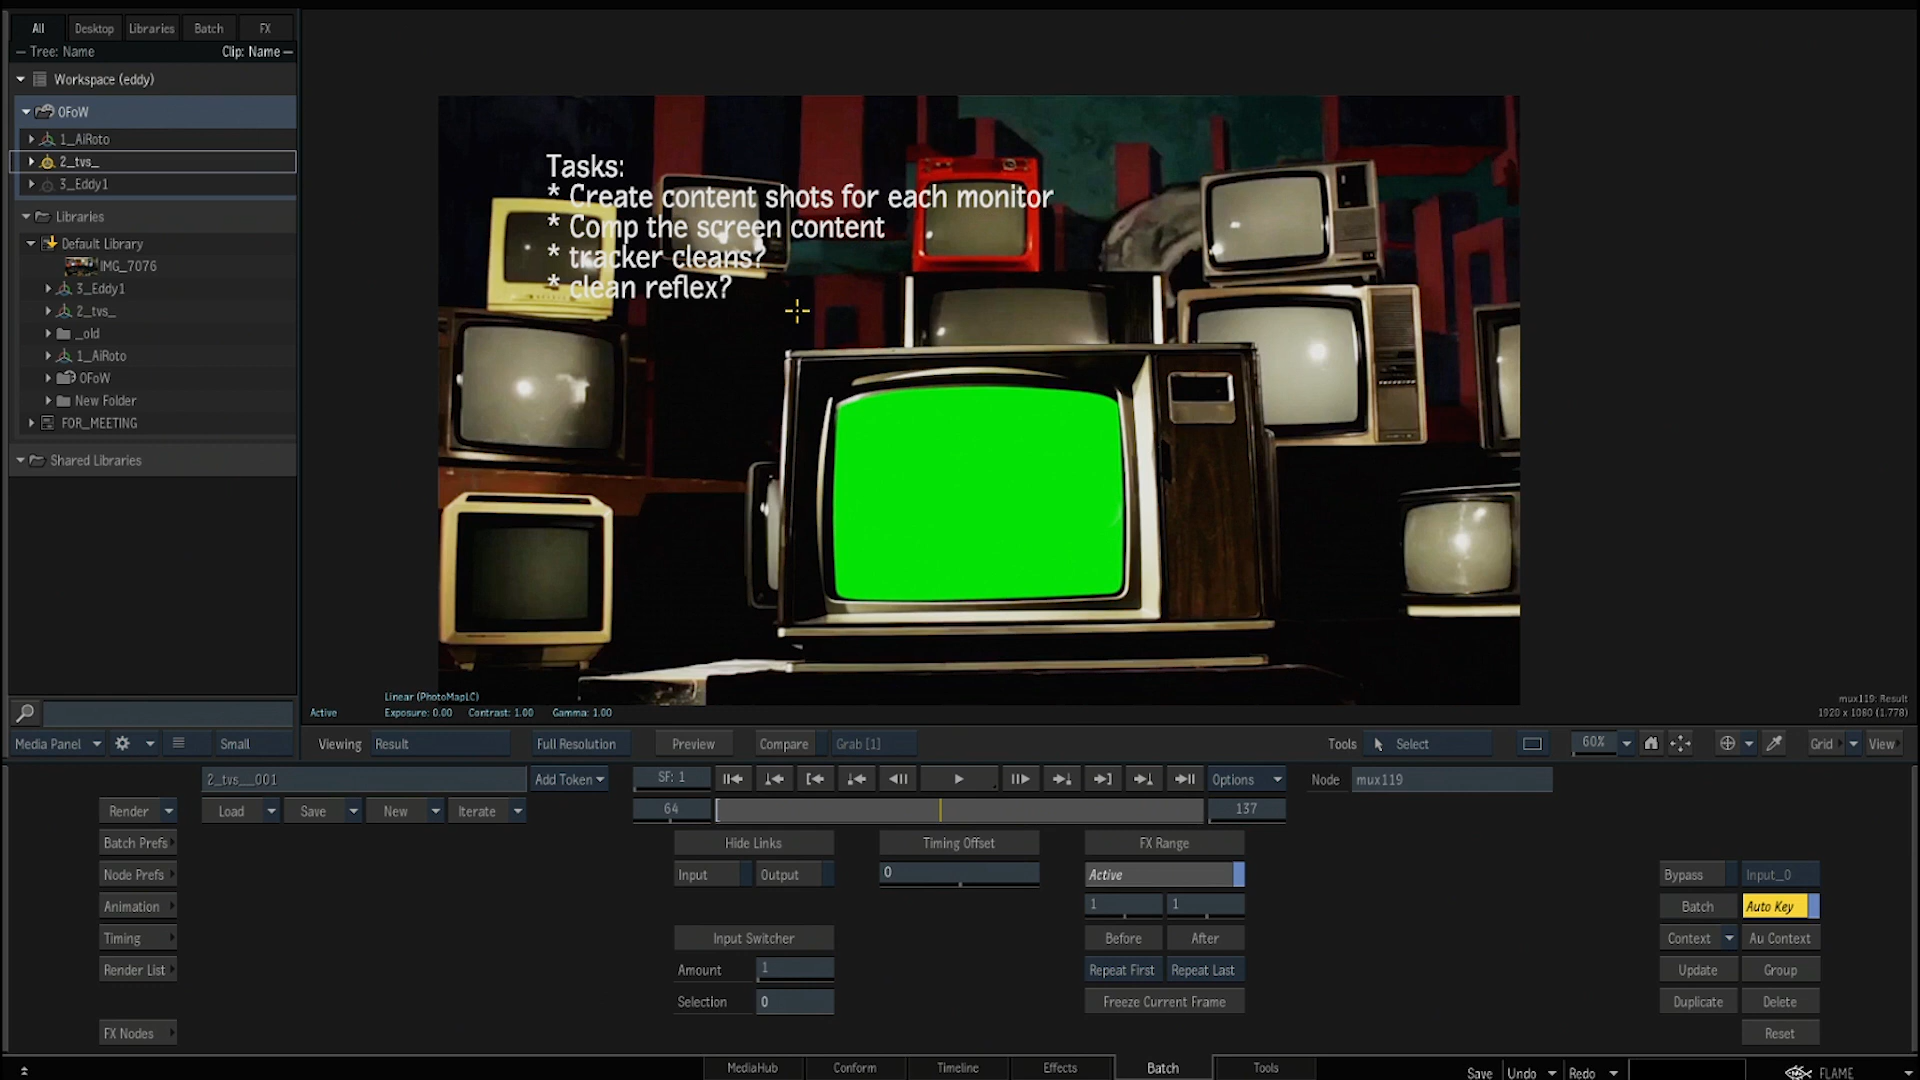 All Desktop Libraries Batch FX
Tree: Name Clip: Name
Workspace (eddy)
OFoW
1_AiRoto
2_tvs_
3_Eddy1
Libraries
Default Library
IMG_7076
3_Eddy1
2_tvs_
_old
1_AiRoto
OFoW
New Folder
FOR_MEETING
Shared Libraries
Tasks:
* Create content shots for each monitor
* Comp the screen content
* tracker cleans?
* clean reflex?
Linear (PhotoMapLC)
Active Exposure: 0.00 Contrast: 1.00 Gamma: 1.00
mux119: Result
1920 x 1080 (1.778)
Media Panel Small Viewing Result Full Resolution Preview Compare Grab [1] Tools Select 60% Grid View
2_tvs__001 Add Token SF: 1 Options Node mux119
Render Load Save New Iterate 64 137
Batch Prefs Hide Links Timing Offset FX Range
Node Prefs Input Output 0 Active Bypass Input_0
Animation 1 1 Batch Auto Key
Timing Input Switcher Before After Context Au Context
Render List Amount 1 Repeat First Repeat Last Update Group
Selection 0 Freeze Current Frame Duplicate Delete
FX Nodes Reset
MediaHub Conform Timeline Effects Batch Tools Save Undo Redo FLAME